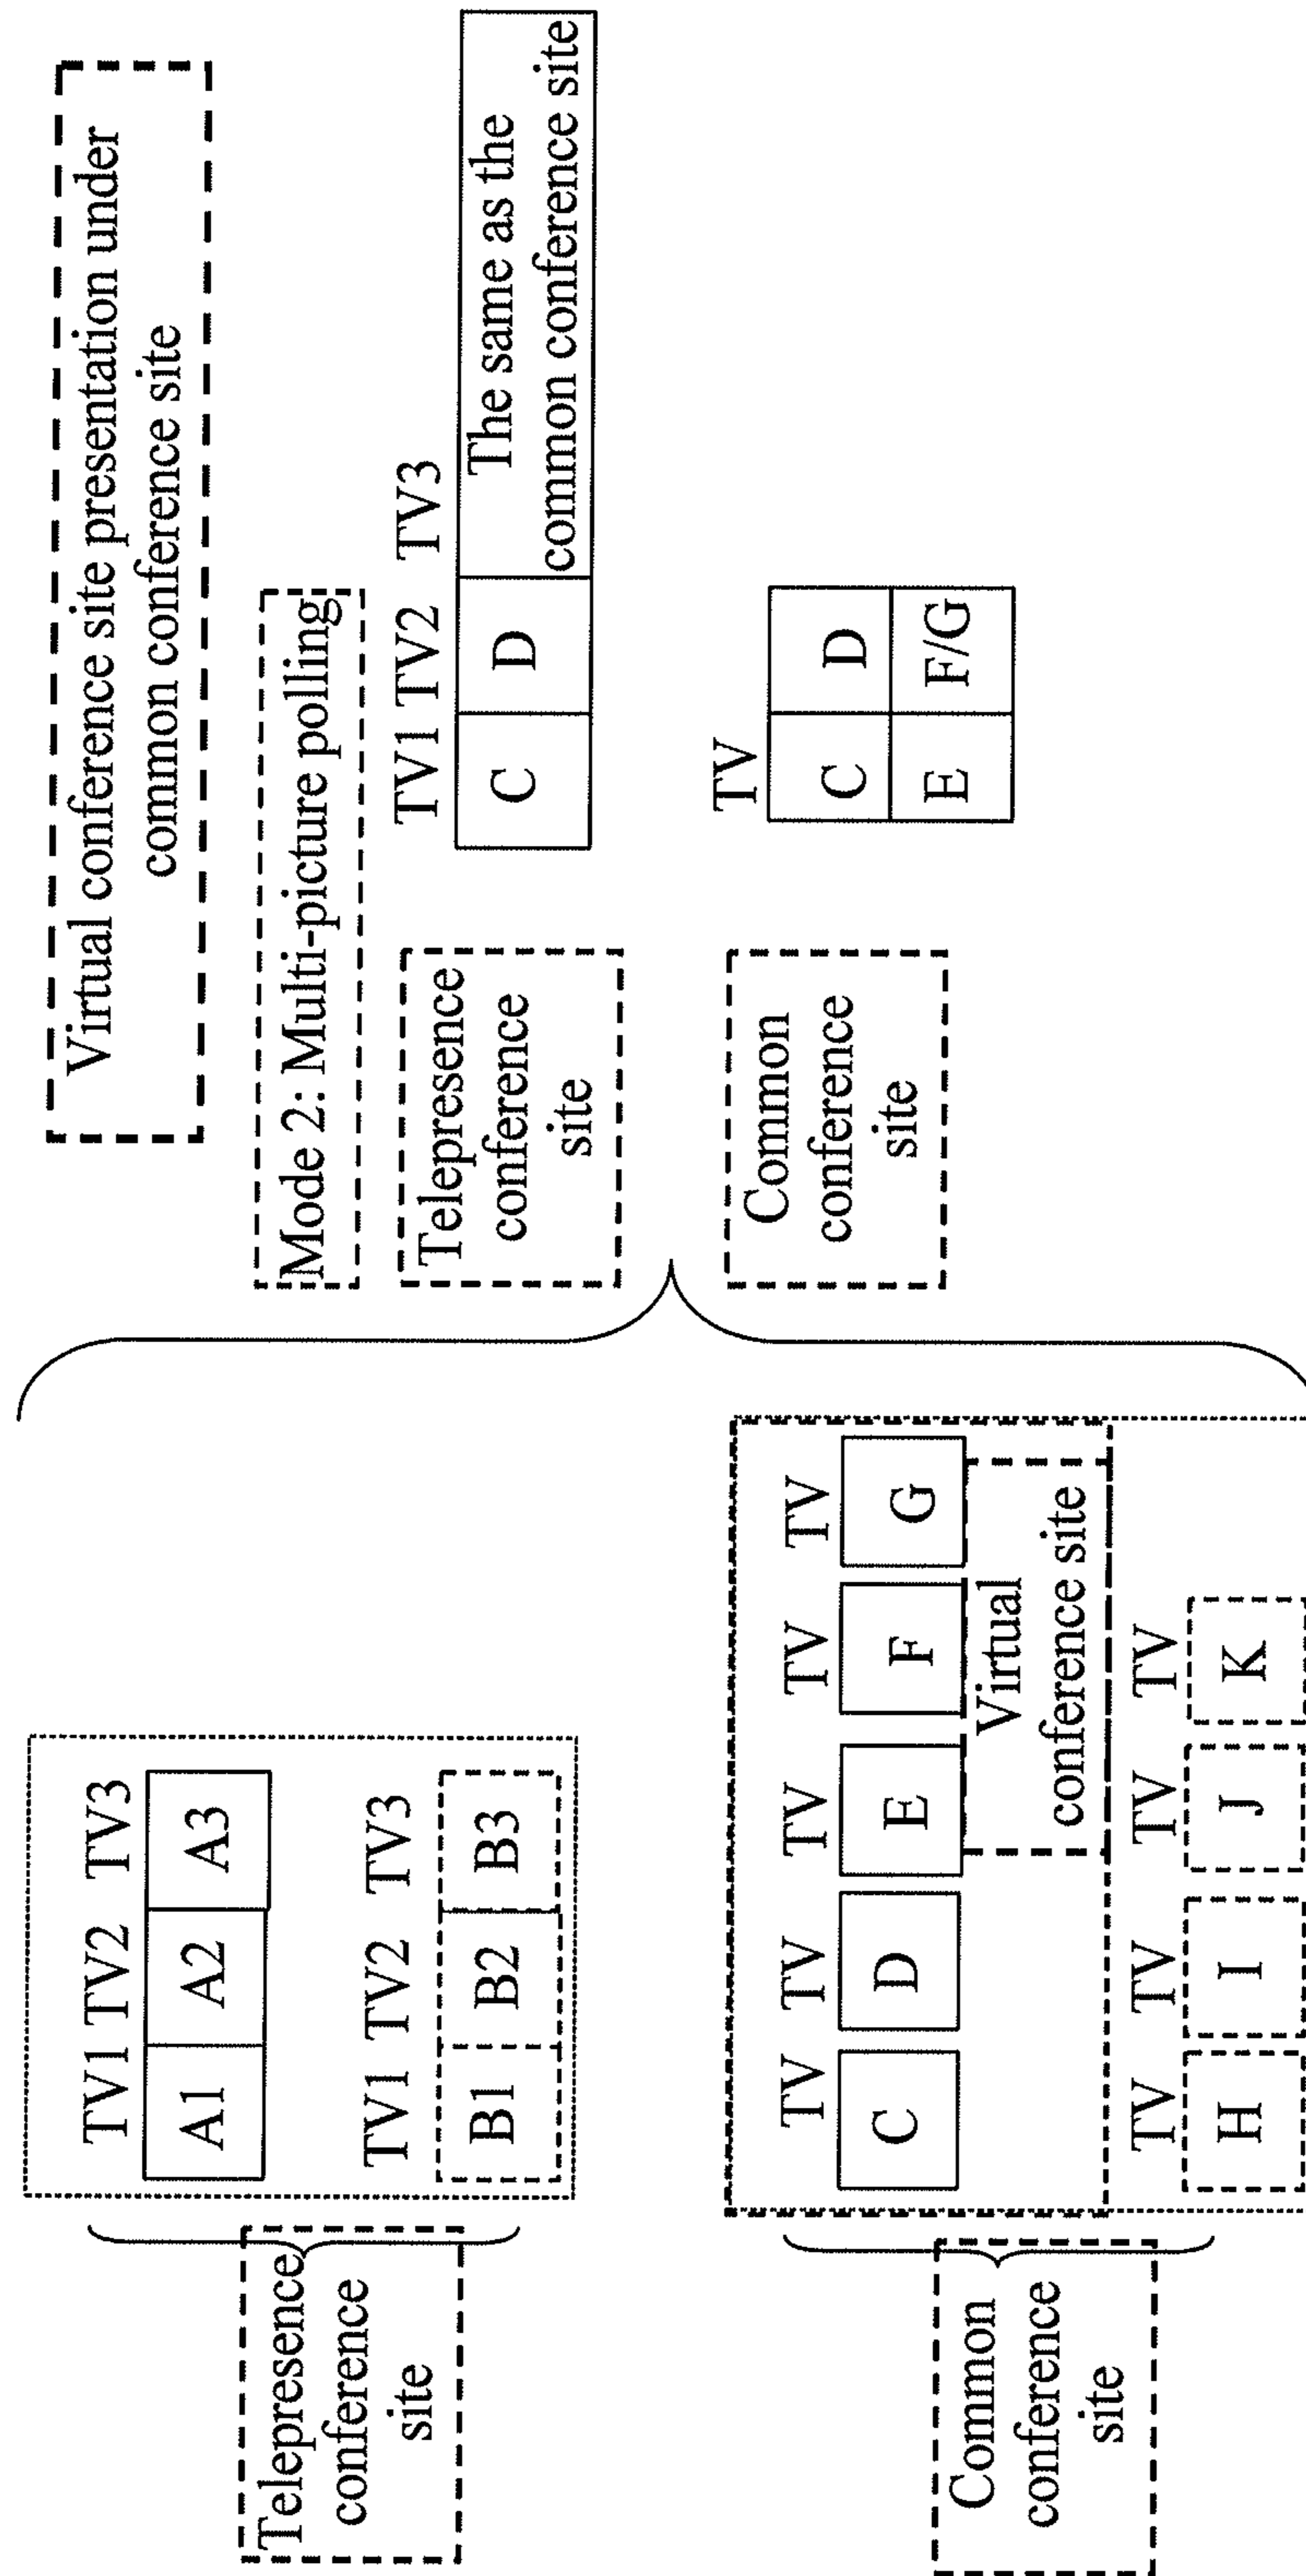 Virtual conference site presentation under
common conference site
Telepresence
conference
site
TV1 TV2 TV3
A1 A2 A3
TV1 TV2 TV3
B1 B2 B3
Common
conference
site
TV TV TV TV TV
C D E F G
Virtual
conference site
TV TV TV TV
H I J K
Mode 2: Multi-picture polling
Telepresence
conference
site
TV1 TV2 TV3
C D The same as the
common conference site
Common
conference
site
TV
C D
E F/G